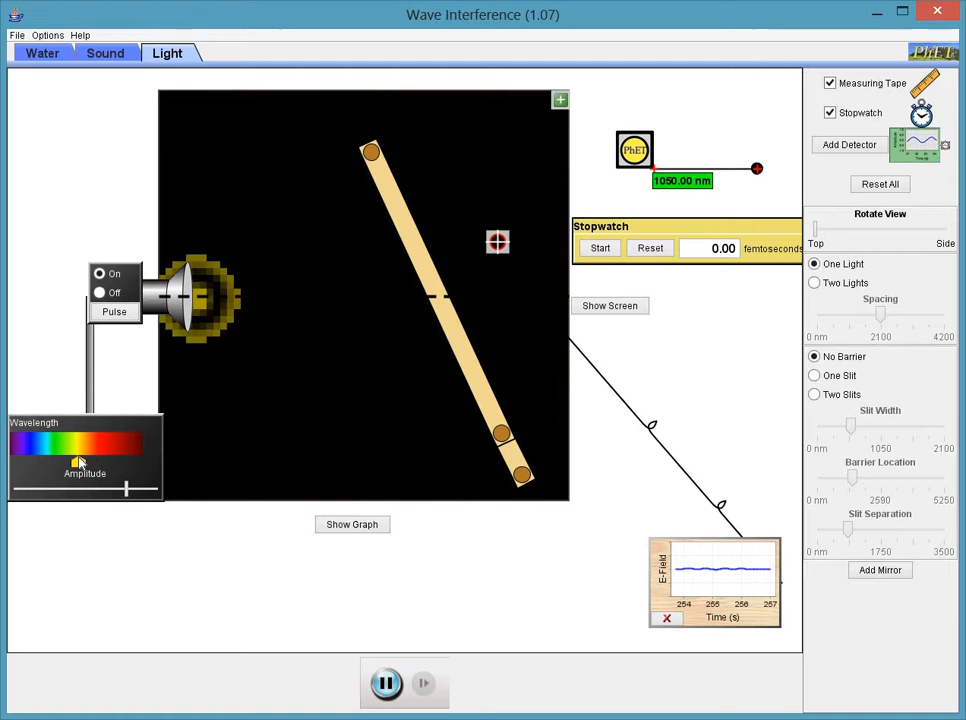 Wave Interference (1.07)
File Options Help
Water Sound Light PhET
Measuring Tape
Stopwatch
Add Detector
Reset All
Rotate View
Top Side
One Light
Two Lights
Spacing
0 nm 2100 4200
No Barrier
One Slit
Two Slits
Slit Width
0 nm 1050 2100
Barrier Location
0 nm 2590 5250
Slit Separation
0 nm 1750 3500
Add Mirror
PhET
1050.00 nm
Stopwatch
Start Reset 0.00 femtoseconds
Show Screen
On
Off
Pulse
Wavelength
Amplitude
Show Graph
E-Field
254 255 256 257
Time (s)